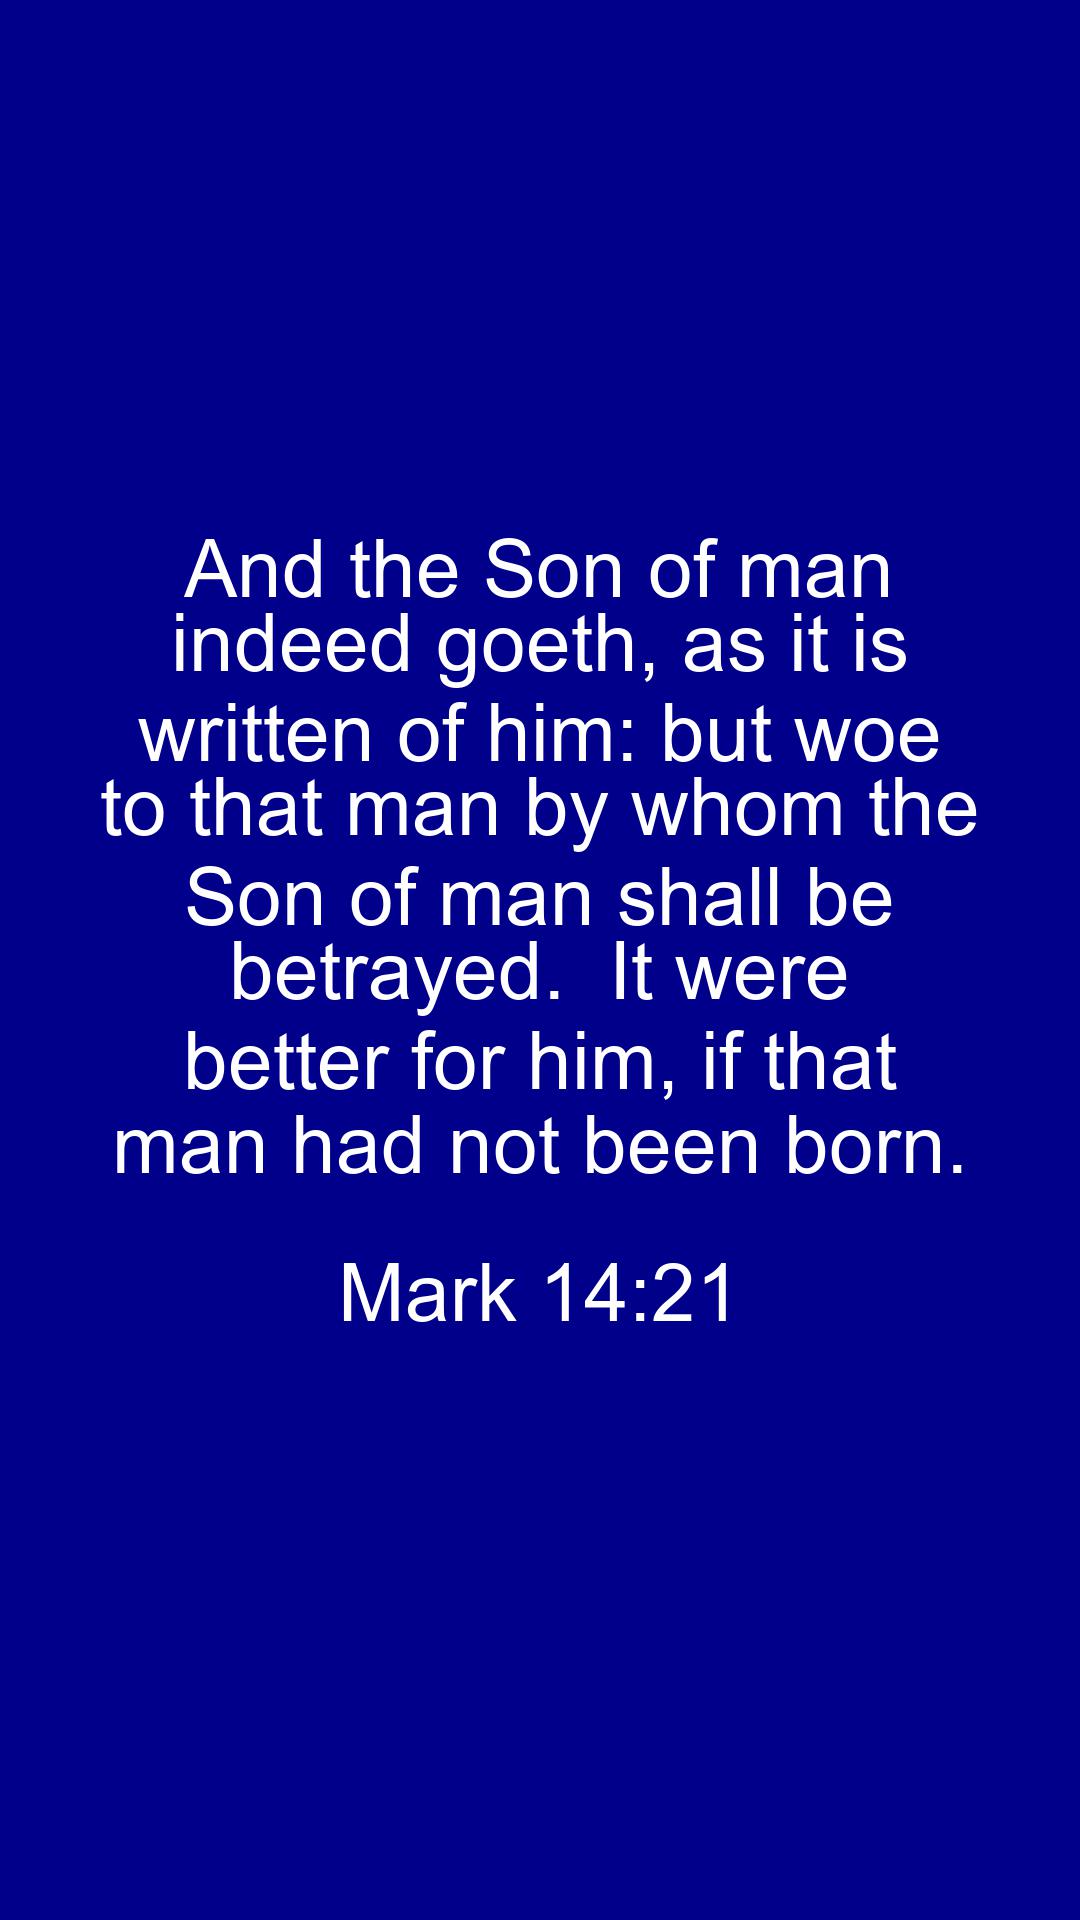 And the Son of man
indeed goeth, as it is
written of him: but woe
to that man by whom the
Son of man shall be
betrayed.  It were
better for him, if that
man had not been born.
Mark 14:21